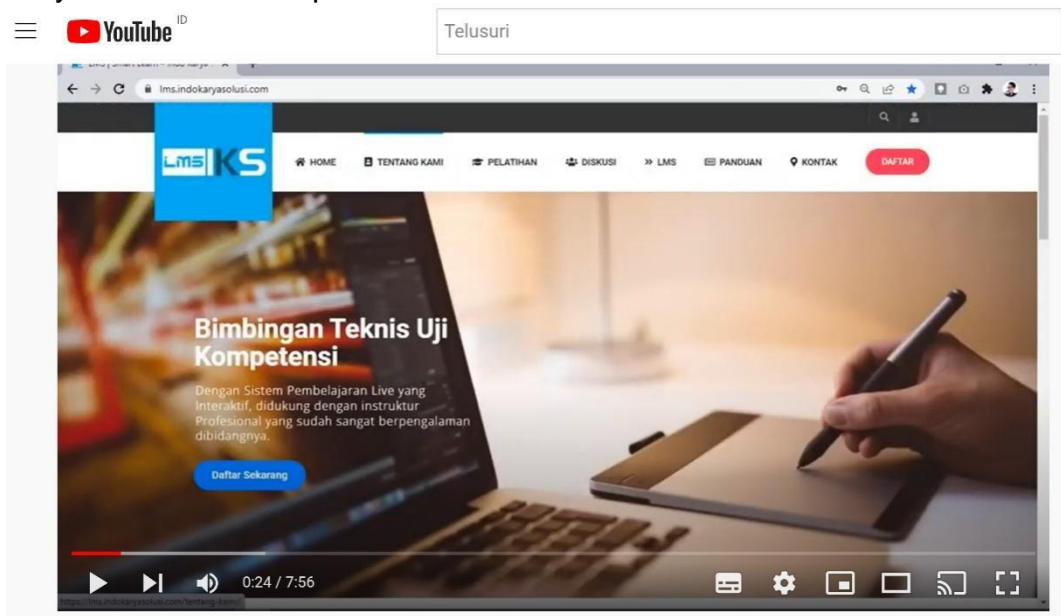 YouTube ID
Telusuri
lms.indokaryasolusi.com
LMS IKS
HOME TENTANG KAMI PELATIHAN DISKUSI LMS PANDUAN KONTAK DAFTAR
Bimbingan Teknis Uji
Kompetensi
Dengan Sistem Pembelajaran Live yang
Interaktif, didukung dengan instruktur
Profesional yang sudah sangat berpengalaman
dibidangnya.
Daftar Sekarang
0:24 / 7:56
https://lms.indokaryasolusi.com/tentang-kami/